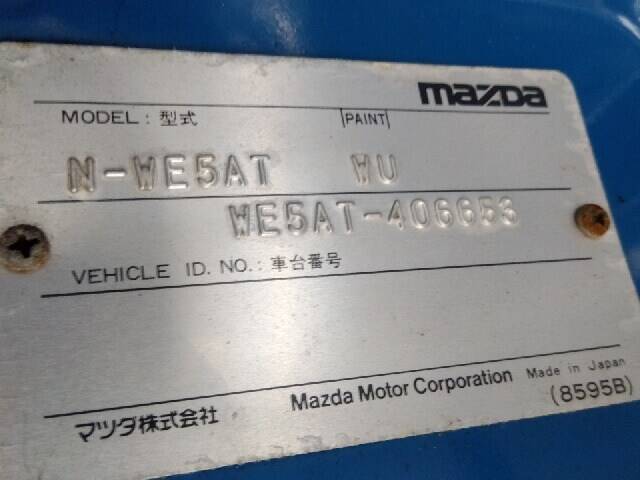 mazda
MODEL: 型式 PAINT
N-WE5AT WU
WE5AT-406653
VEHICLE ID. NO.: 車台番号
マツダ株式会社 Mazda Motor Corporation Made in Japan
(8595B)